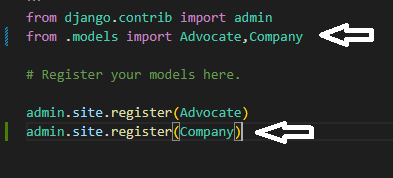 from django.contrib import admin
from .models import Advocate,Company
# Register your models here.
admin.site.register(Advocate)
admin.site.register(Company)